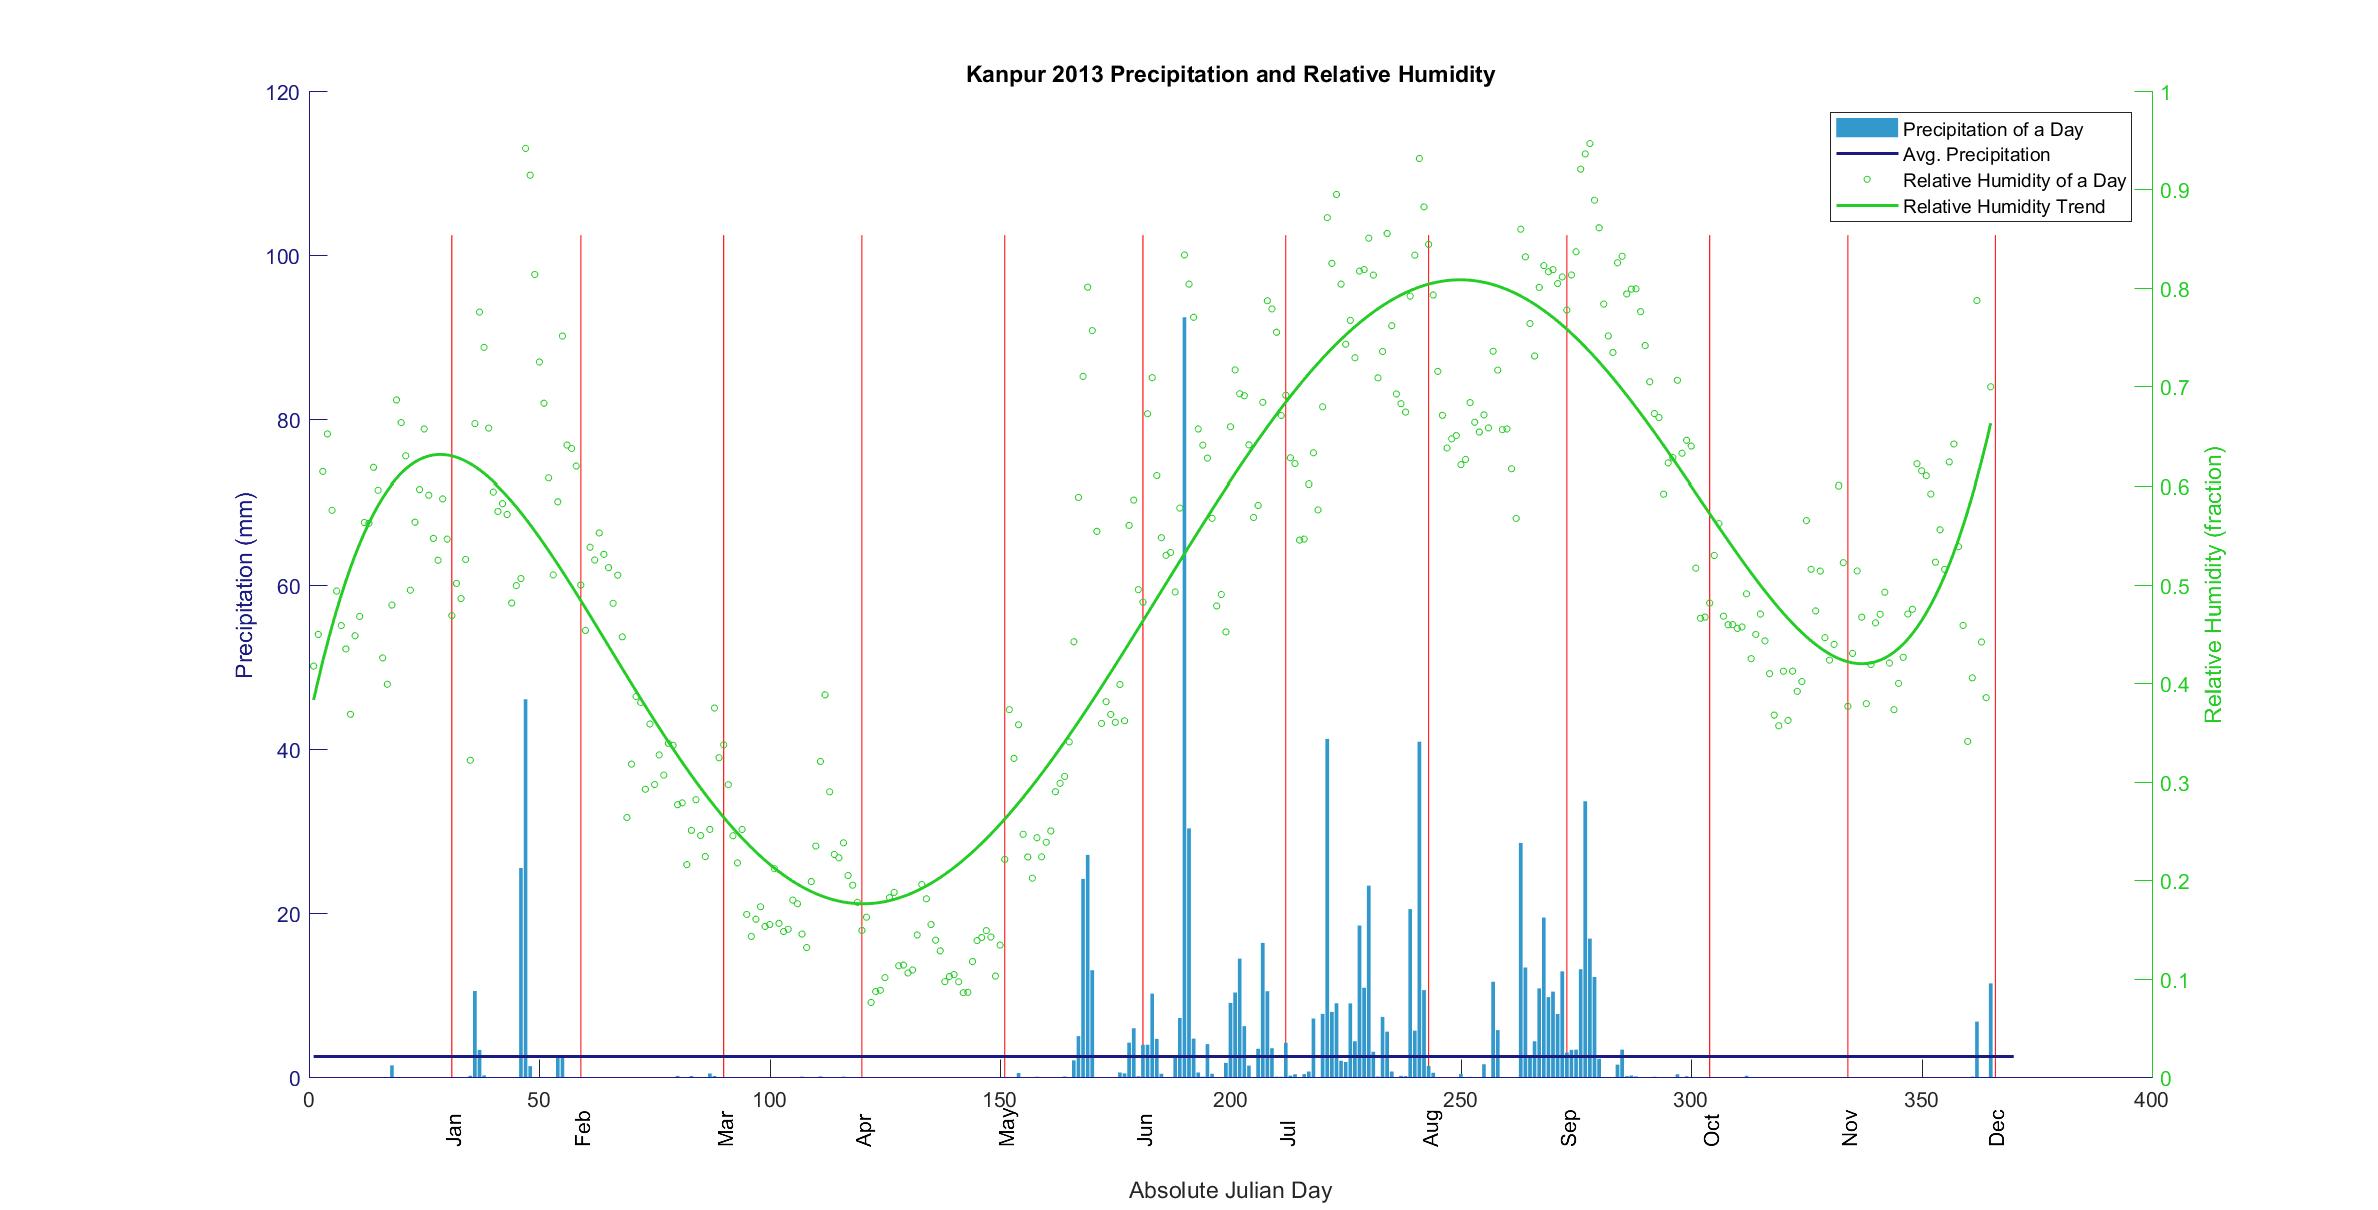 Kanpur 2013 Precipitation and Relative Humidity
120
100
80
60
40
20
0
Precipitation (mm)
1
0.9
0.8
0.7
0.6
0.5
0.4
0.3
0.2
0.1
0
Relative Humidity (fraction)
Precipitation of a Day
Avg. Precipitation
Relative Humidity of a Day
Relative Humidity Trend
0 50 100 150 200 250 300 350 400
Jan Feb Mar Apr May Jun Jul Aug Sep Oct Nov Dec
Absolute Julian Day